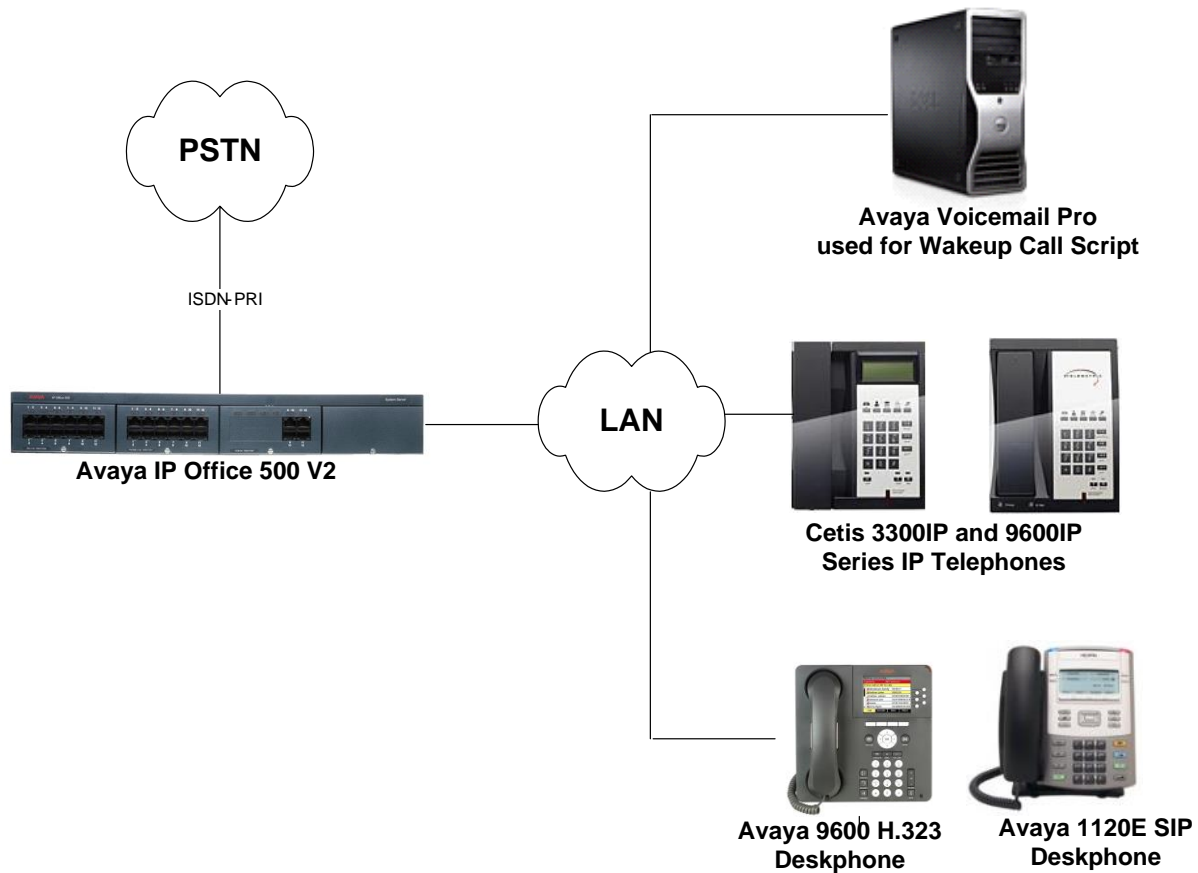 PSTN
ISDN-PRI
Avaya IP Office 500 V2
LAN
DELL
Avaya Voicemail Pro
used for Wakeup Call Script
Cetis 3300IP and 9600IP
Series IP Telephones
Avaya 9600 H.323
Deskphone
Avaya 1120E SIP
Deskphone